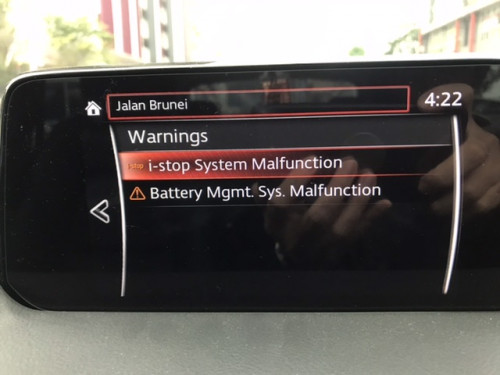 Jalan Brunei
4:22
Warnings
i-stop System Malfunction
Battery Mgmt. Sys. Malfunction